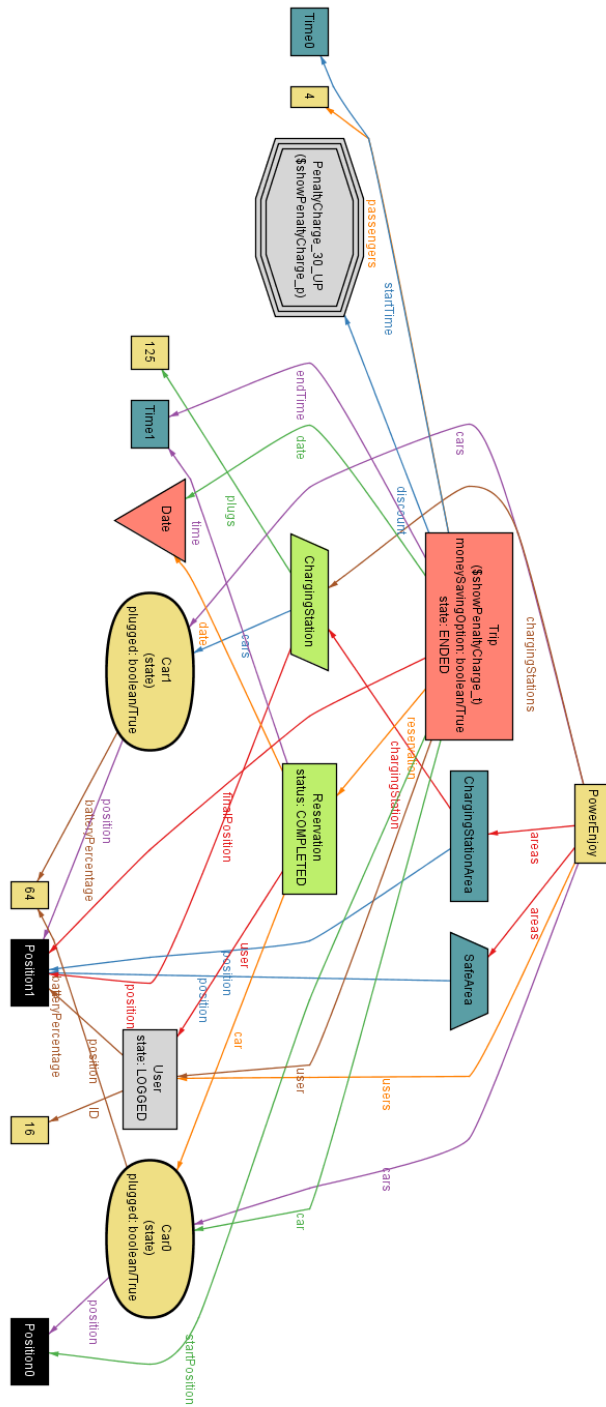 PowerEnjoy
chargingStations
areas
areas
users
cars
cars
Trip
($showPenaltyCharge_t)
moneySavingOption: boolean/True
state: ENDED
ChargingStationArea
SafeArea
startTime
passengers
discount
endTime
date
reservation
chargingStation
finalPosition
user
car
startPosition
ChargingStation
plugs
cars
position
Reservation
status: COMPLETED
time
date
user
car
position
position
Time0
4
PenaltyCharge_30_UP
($showPenaltyCharge_p)
125
Time1
Date
Car1
(state)
plugged: boolean/True
batteryPercentage
position
User
state: LOGGED
position
ID
Car0
(state)
plugged: boolean/True
batteryPercentage
position
64
Position1
16
Position0